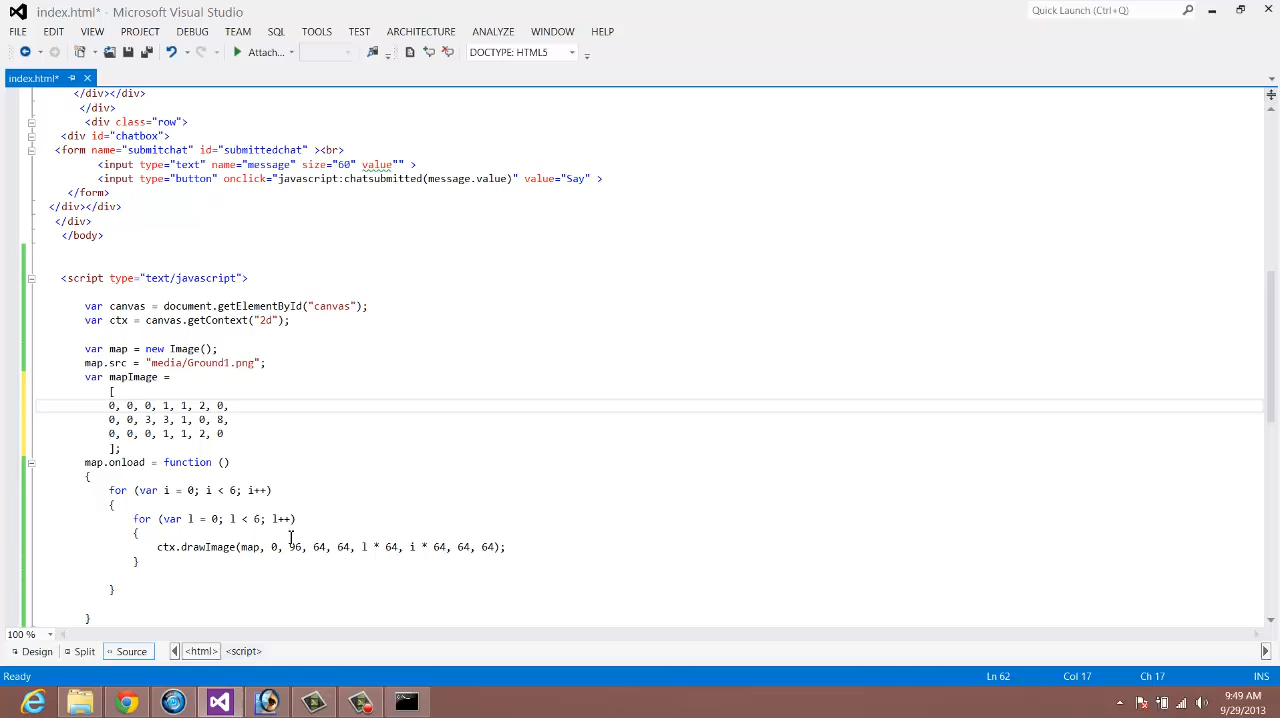 index.html* - Microsoft Visual Studio
Quick Launch (Ctrl+Q)
FILE EDIT VIEW PROJECT DEBUG TEAM SQL TOOLS TEST ARCHITECTURE ANALYZE WINDOW HELP
Attach... DOCTYPE: HTML5
index.html*
</div></div>
</div>
<div class="row">
<div id="chatbox">
<form name="submitchat" id="submittedchat" ><br>
<input type="text" name="message" size="60" value"" >
<input type="button" onclick="javascript:chatsubmitted(message.value)" value="Say" >
</form>
</div></div>
</div>
</body>
<script type="text/javascript">
var canvas = document.getElementById("canvas");
var ctx = canvas.getContext("2d");
var map = new Image();
map.src = "media/Ground1.png";
var mapImage =
[
0, 0, 0, 1, 1, 2, 0,
0, 0, 3, 3, 1, 0, 8,
0, 0, 0, 1, 1, 2, 0
];
map.onload = function ()
{
for (var i = 0; i < 6; i++)
{
for (var l = 0; l < 6; l++)
{
ctx.drawImage(map, 0, 96, 64, 64, l * 64, i * 64, 64, 64);
}
}
}
100 %
Design Split Source <html> <script>
Ready Ln 62 Col 17 Ch 17 INS
9:49 AM
9/29/2013